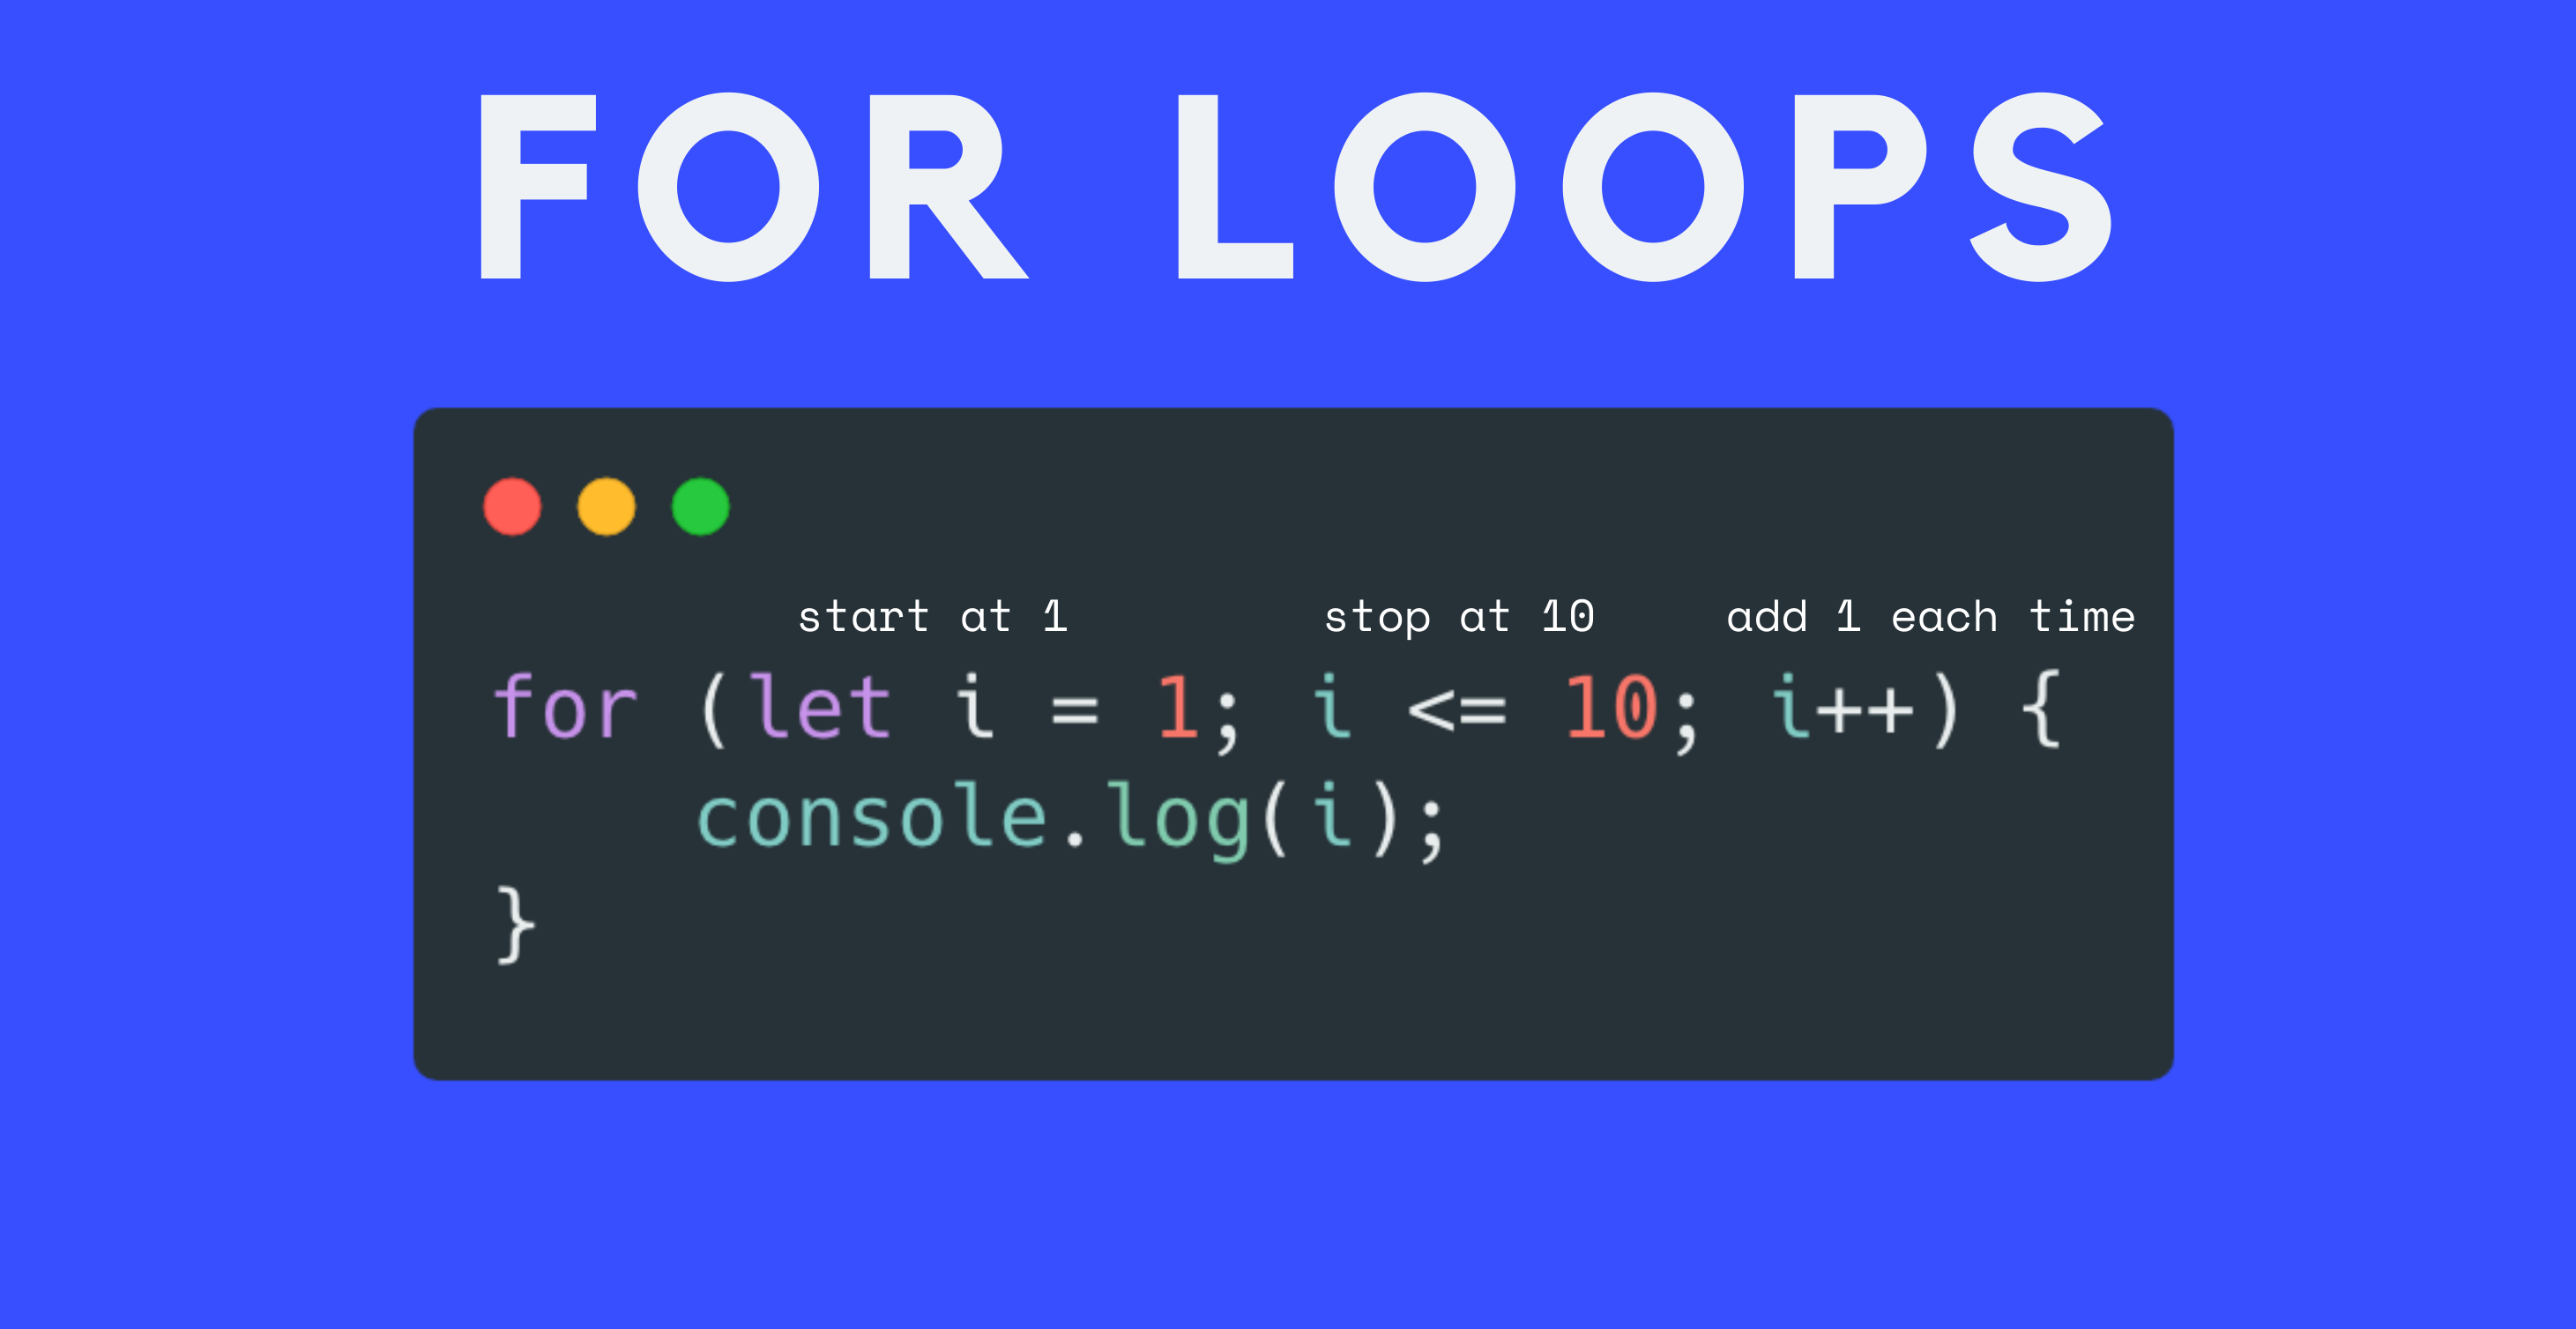 FOR LOOPS
start at 1 stop at 10 add 1 each time
for (let i = 1; i <= 10; i++) {
    console.log(i);
}